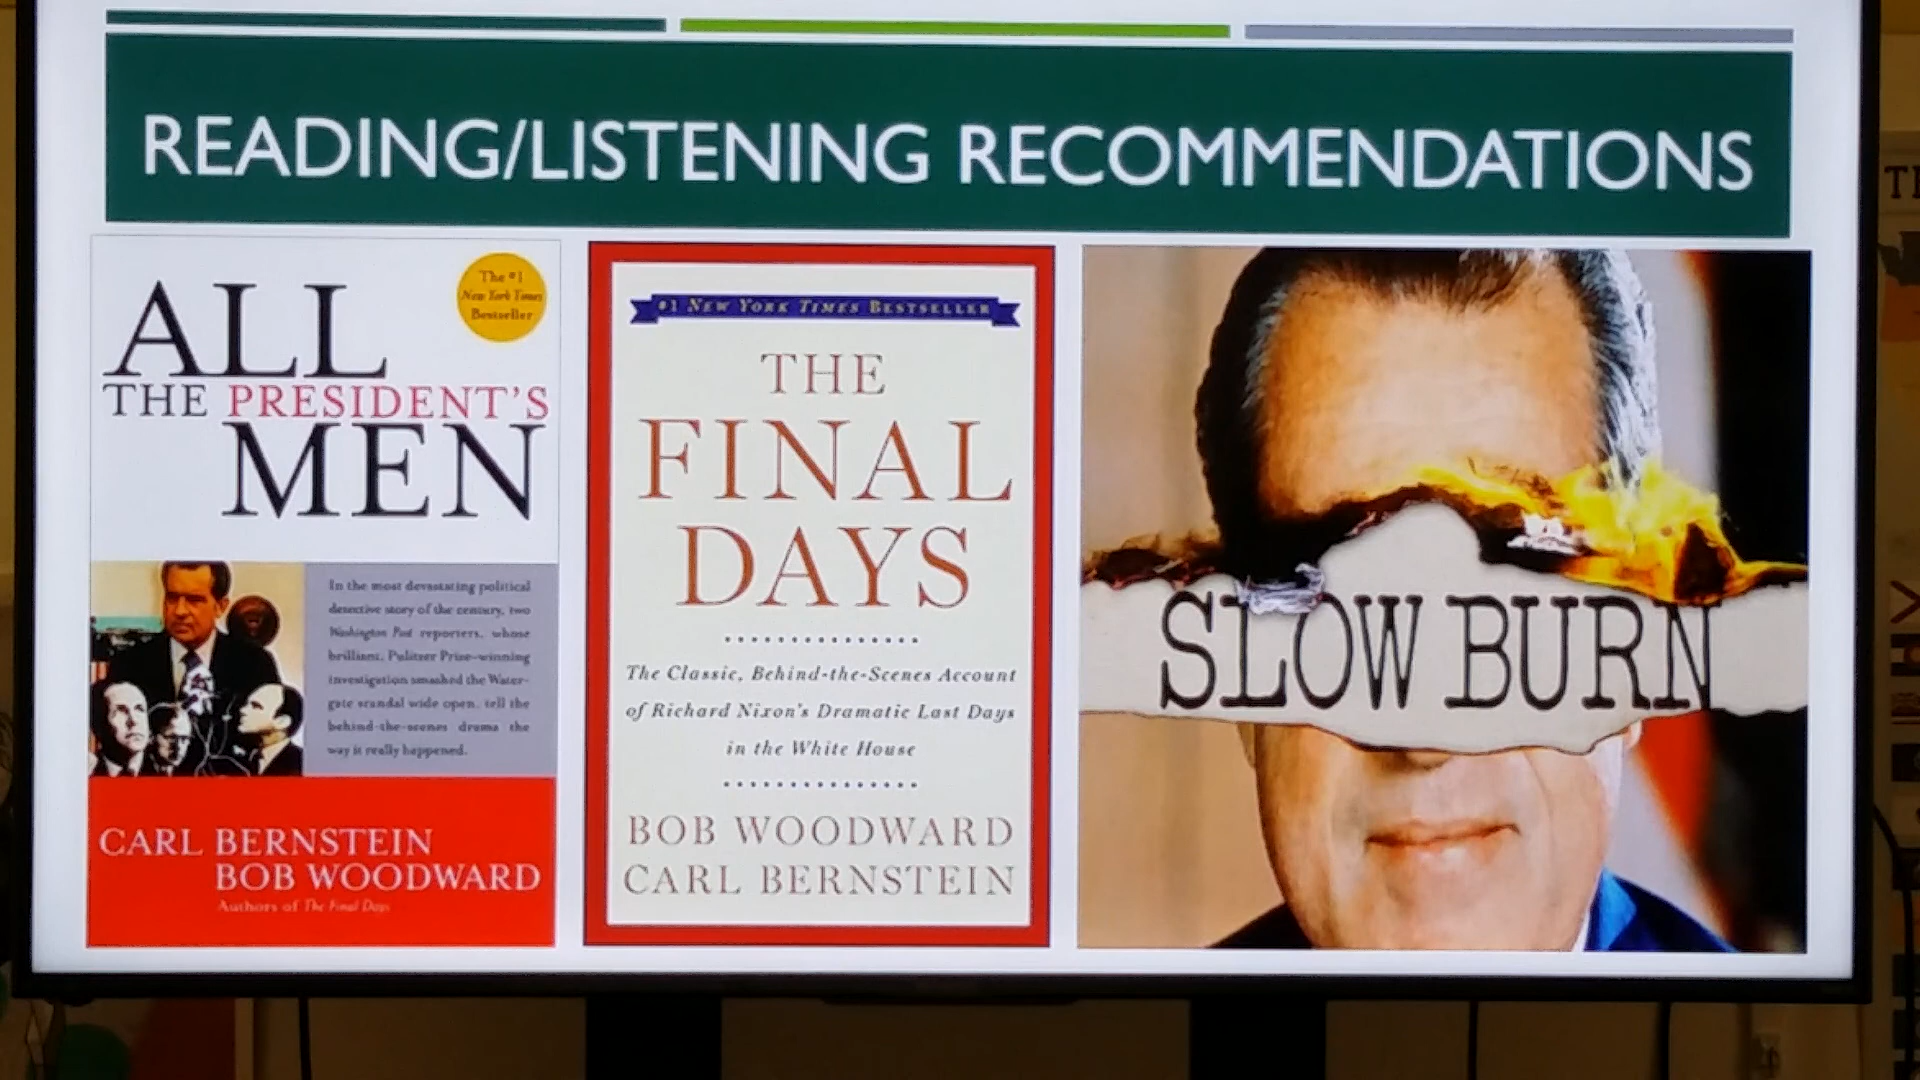 READING/LISTENING RECOMMENDATIONS
The #1
New York Times
Bestseller
ALL
THE PRESIDENT'S
MEN
In the most devastating political
detective story of the century, two
Washington Post reporters, whose
brilliant, Pulitzer Prize-winning
investigation smashed the Water-
gate scandal wide open, tell the
behind-the-scenes drama the
way it really happened.
CARL BERNSTEIN
BOB WOODWARD
Authors of The Final Days
#1 NEW YORK TIMES BESTSELLER
THE
FINAL
DAYS
The Classic, Behind-the-Scenes Account
of Richard Nixon's Dramatic Last Days
in the White House
BOB WOODWARD
CARL BERNSTEIN
SLOW BURN